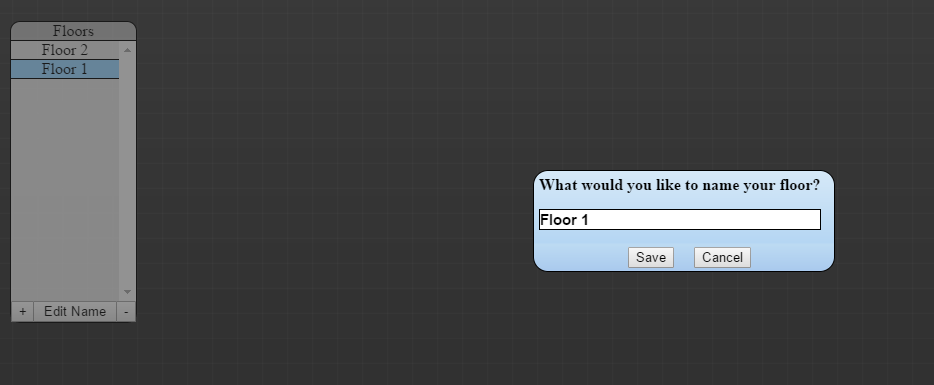 Floors
Floor 2
Floor 1
+ Edit Name -
What would you like to name your floor?
Floor 1
Save Cancel